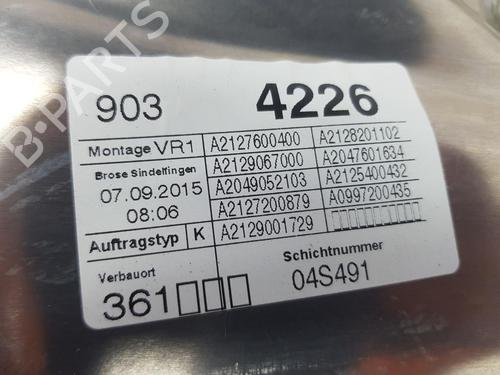 B-PARTS
903 4226
Montage VR1 A2127600400 A2128201102
Brose Sindelfingen A2129067000 A2047601634
07.09.2015 A2049052103 A2125400432
08:06 A2127200879 A0997200435
Auftragstyp K A2129001729 □□□□□□□□□□
Verbauort Schichtnummer
361□□□ 04S491